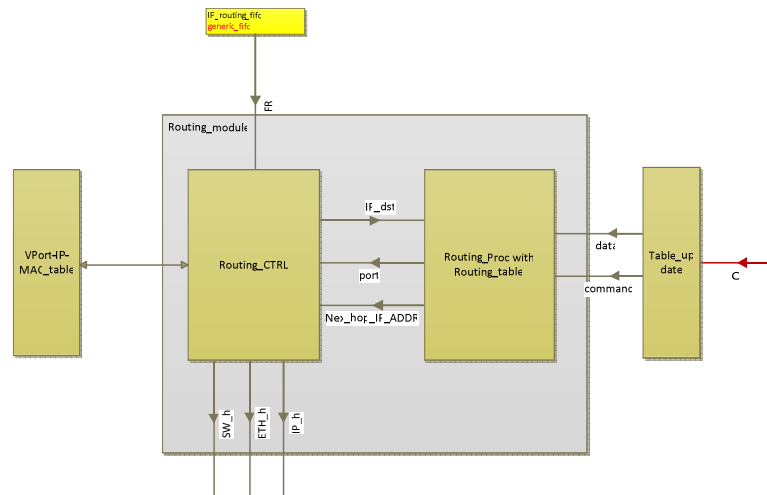 IP_routing_fifo
generic_fifo
FR
Routing_module
VPort-IP-
MAC_table
Routing_CTRL
IP_dst
port
Nex_hop_IP_ADDR
Routing_Proc with
Routing_table
data
command
Table_up
date
C
SW_h
ETH_h
IP_h